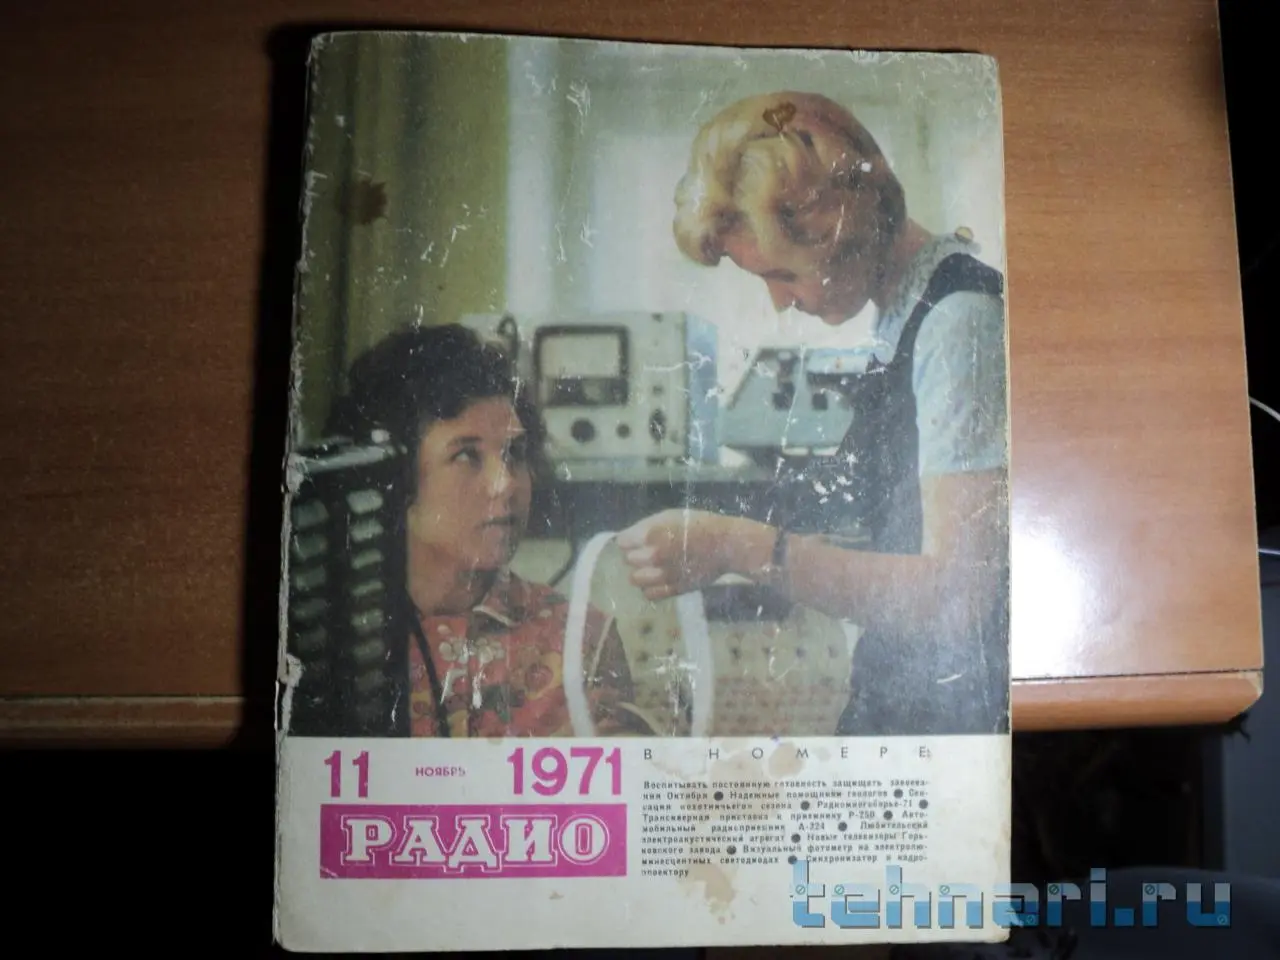 11 НОЯБРЬ 1971
РАДИО
В НОМЕРЕ:
Воспитывать постоянную готовность защищать завоева-
ния Октября ● Надежные помощники геологов ● Сен-
сация охотничьего сезона ● Радиомногоборье-71 ●
Трансиверная приставка к приемнику Р-250 ● Авто-
мобильный радиоприемник А-324 ● Любительский
электроакустический агрегат ● Новые телевизоры Горь-
ковского завода ● Визуальный фотометр на электролю-
минесцентных светодиодах ● Синхронизатор к кадро-
проектору
tehnari.ru